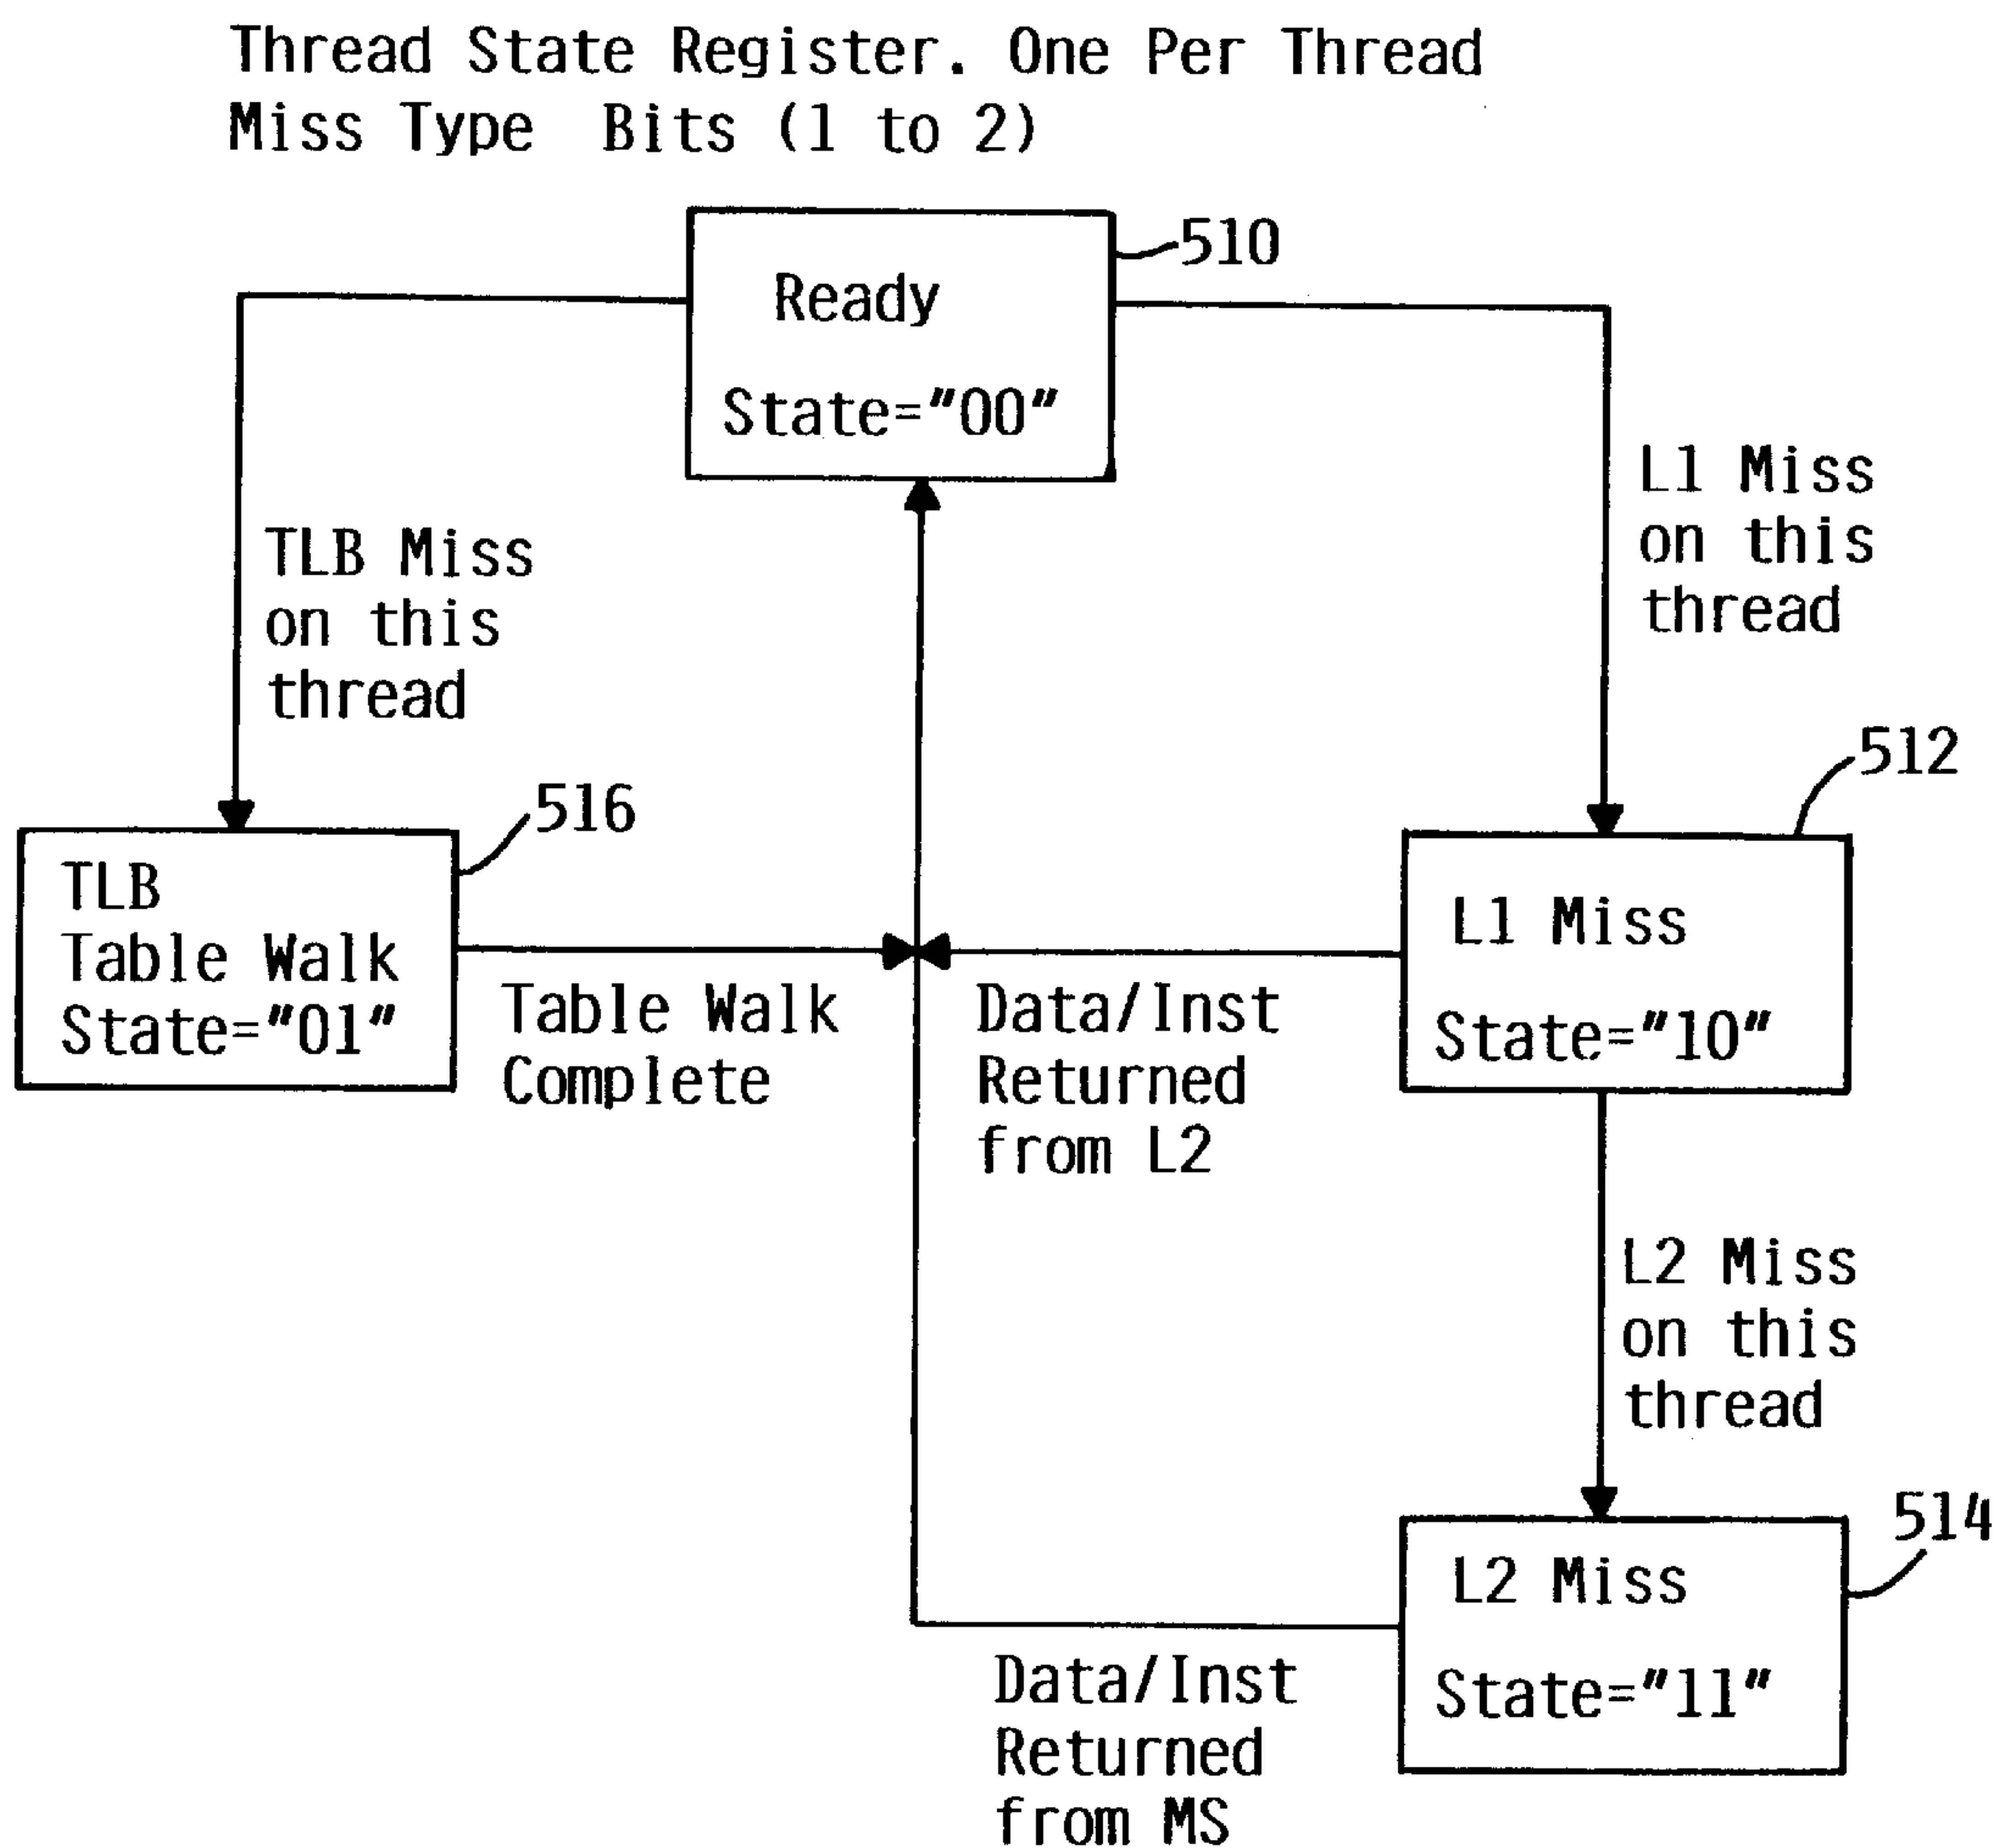 Thread State Register. One Per Thread
Miss Type Bits (1 to 2)
510
Ready
State="00"
L1 Miss
on this
thread
TLB Miss
on this
thread
512
516
TLB
Table Walk
State="01"
L1 Miss
State="10"
Table Walk
Complete
Data/Inst
Returned
from L2
L2 Miss
on this
thread
514
L2 Miss
State="11"
Data/Inst
Returned
from MS